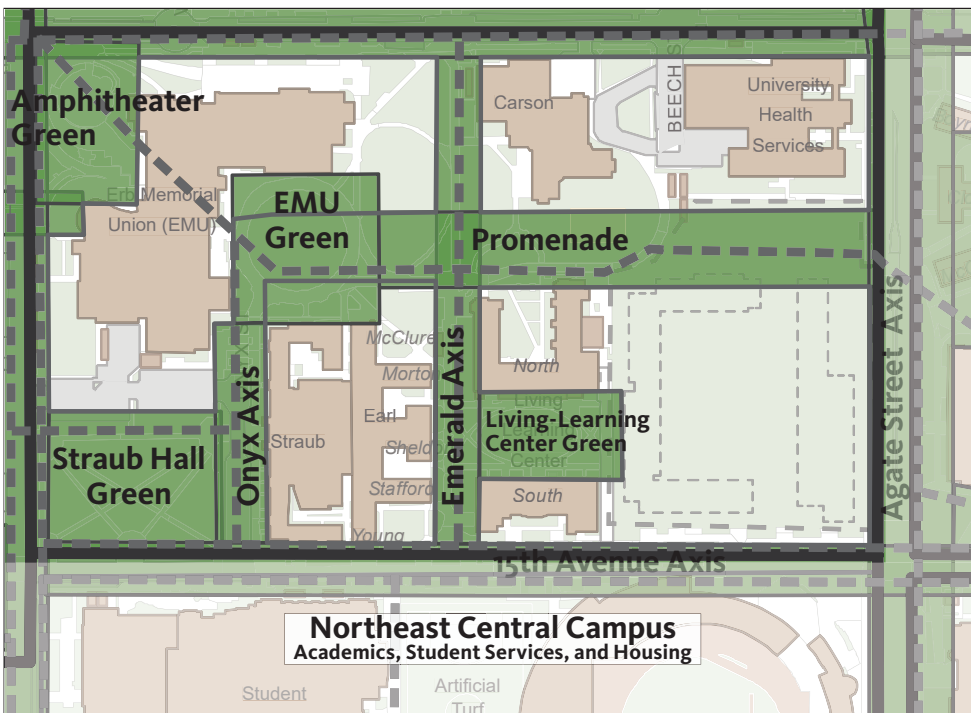 Amphitheater
Green
Carson
BEECH
University
Health
Services
Erb Memorial
Union (EMU)
EMU
Green
Promenade
McClure
Onyx Axis
Emerald Axis
Agate Street Axis
North
Earl
Straub
Living
Learning
Center
Living-Learning
Center Green
Straub Hall
Green
Stafford
South
Young
15th Avenue Axis
Northeast Central Campus
Academics, Student Services, and Housing
Student
Artificial
Turf